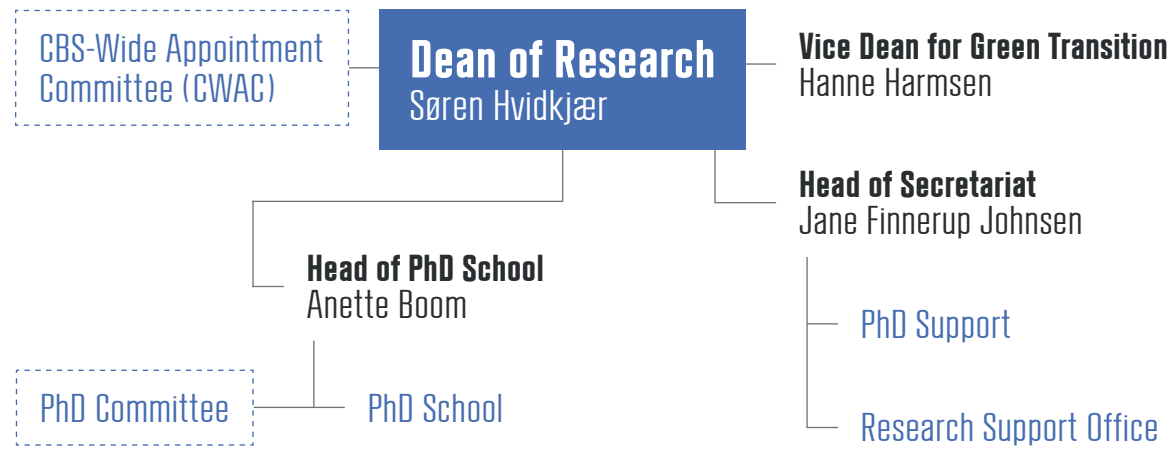 CBS-Wide Appointment
Committee (CWAC)
Dean of Research
Søren Hvidkjær
Vice Dean for Green Transition
Hanne Harmsen
Head of Secretariat
Jane Finnerup Johnsen
Head of PhD School
Anette Boom
PhD Support
PhD Committee
PhD School
Research Support Office